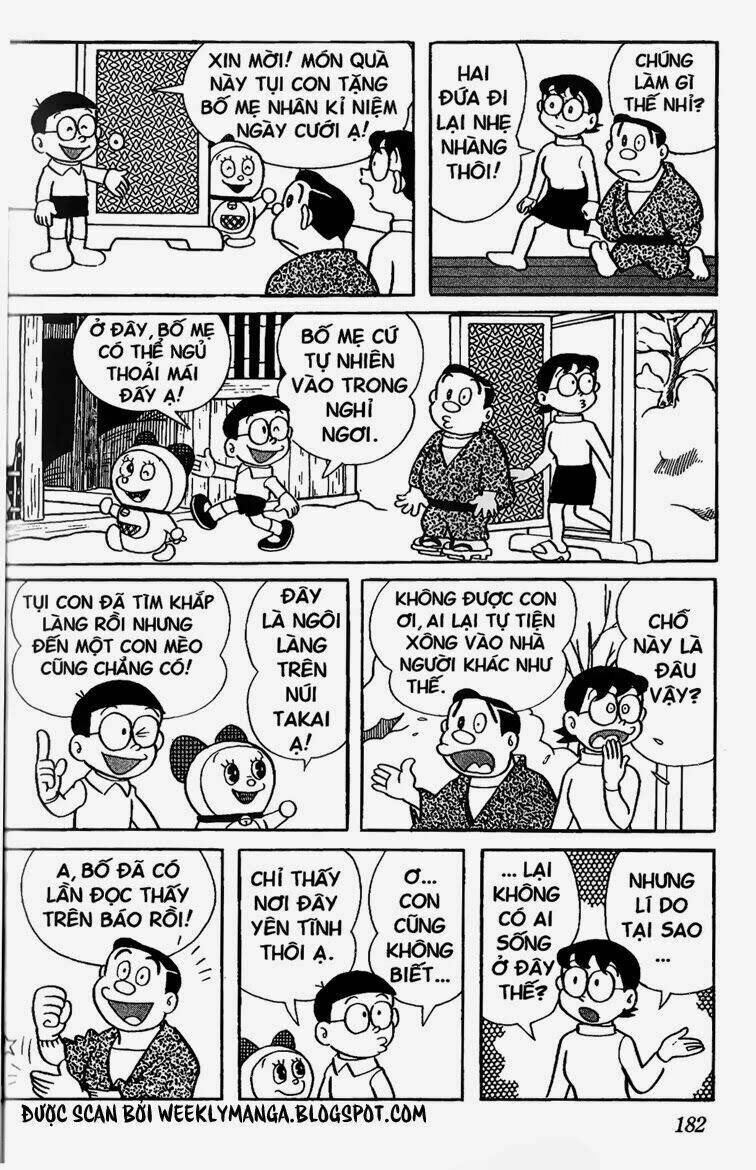 CHÚNG
LÀM GÌ
THẾ NHỈ?
HAI
ĐỨA ĐI
LẠI NHẸ
NHÀNG
THÔI!
XIN MỜI! MÓN QUÀ
NÀY TỤI CON TẶNG
BỐ MẸ NHÂN KỈ NIỆM
NGÀY CƯỚI Ạ!
BỐ MẸ CỨ
TỰ NHIÊN
VÀO TRONG
NGHỈ
NGƠI.
Ở ĐÂY, BỐ MẸ
CÓ THỂ NGỦ
THOẢI MÁI
ĐẤY Ạ!
CHỖ
NÀY LÀ
ĐÂU
VẬY?
KHÔNG ĐƯỢC CON
ƠI, AI LẠI TỰ TIỆN
XÔNG VÀO NHÀ
NGƯỜI KHÁC NHƯ
THẾ.
ĐÂY
LÀ NGÔI
LÀNG
TRÊN
NÚI
TAKAI
Ạ!
TỤI CON ĐÃ TÌM KHẮP
LÀNG RỒI NHƯNG
ĐẾN MỘT CON MÈO
CŨNG CHẲNG CÓ!
NHƯNG
LÍ DO
TẠI SAO
...
... LẠI
KHÔNG
CÓ AI
SỐNG
Ở ĐÂY
THẾ?
Ơ...
CON
CŨNG
KHÔNG
BIẾT...
CHỈ THẤY
NƠI ĐÂY
YÊN TĨNH
THÔI Ạ.
A, BỐ ĐÃ CÓ
LẦN ĐỌC THẤY
TRÊN BÁO RỒI!
ĐƯỢC SCAN BỞI WEEKLYMANGA.BLOGSPOT.COM
182